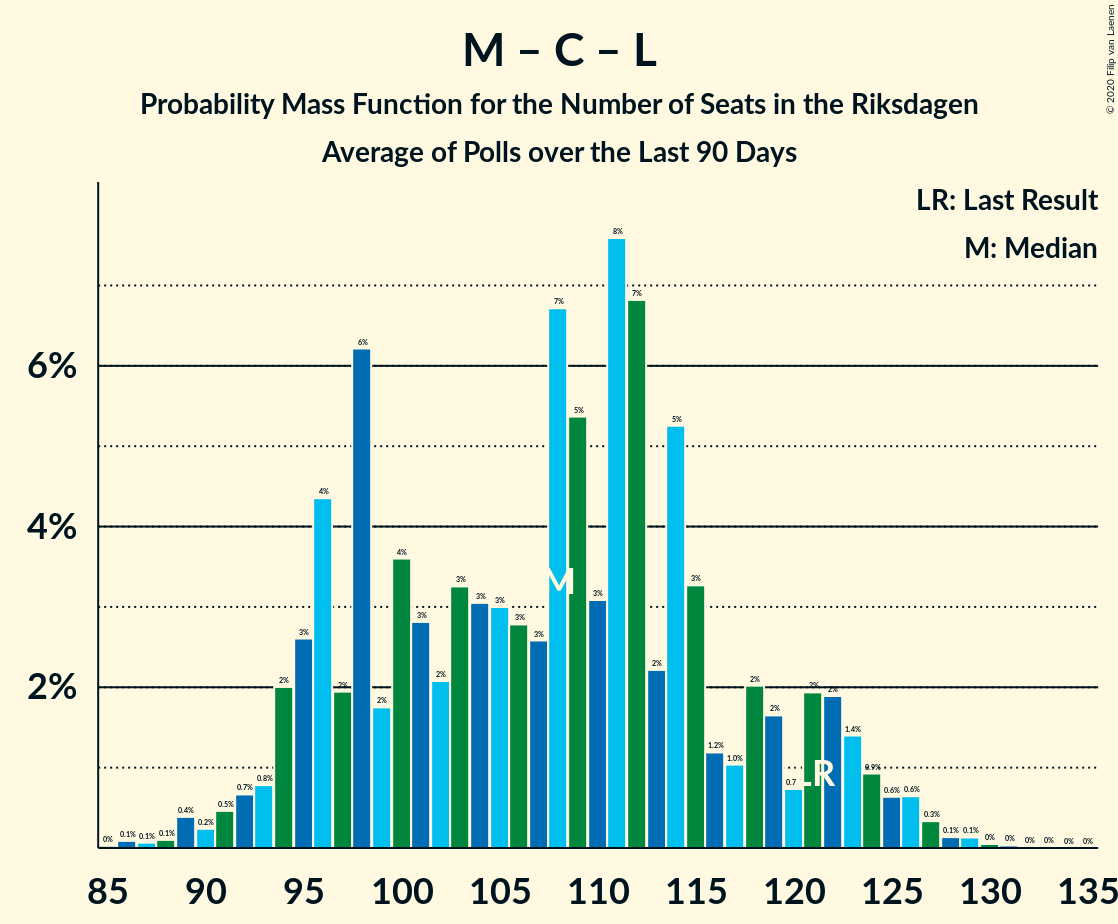 M – C – L
Probability Mass Function for the Number of Seats in the Riksdagen
Average of Polls over the Last 90 Days
© 2020 Filip van Laenen
LR: Last Result
M: Median
6%
4%
2%
0% 0.1% 0.1% 0.1% 0.4% 0.2% 0.5% 0.7% 0.8% 2% 3% 4% 2% 6% 2% 4% 3% 2% 3% 3% 3% 3% 3% 7% 5% 3% 8% 7% 2% 5% 3% 1.2% 1.0% 2% 2% 0.7 2% 2% 1.4% 0.9% 0.6% 0.6% 0.3% 0.1% 0.1% 0% 0% 0% 0% 0% 0%
M
LR
85 90 95 100 105 110 115 120 125 130 135